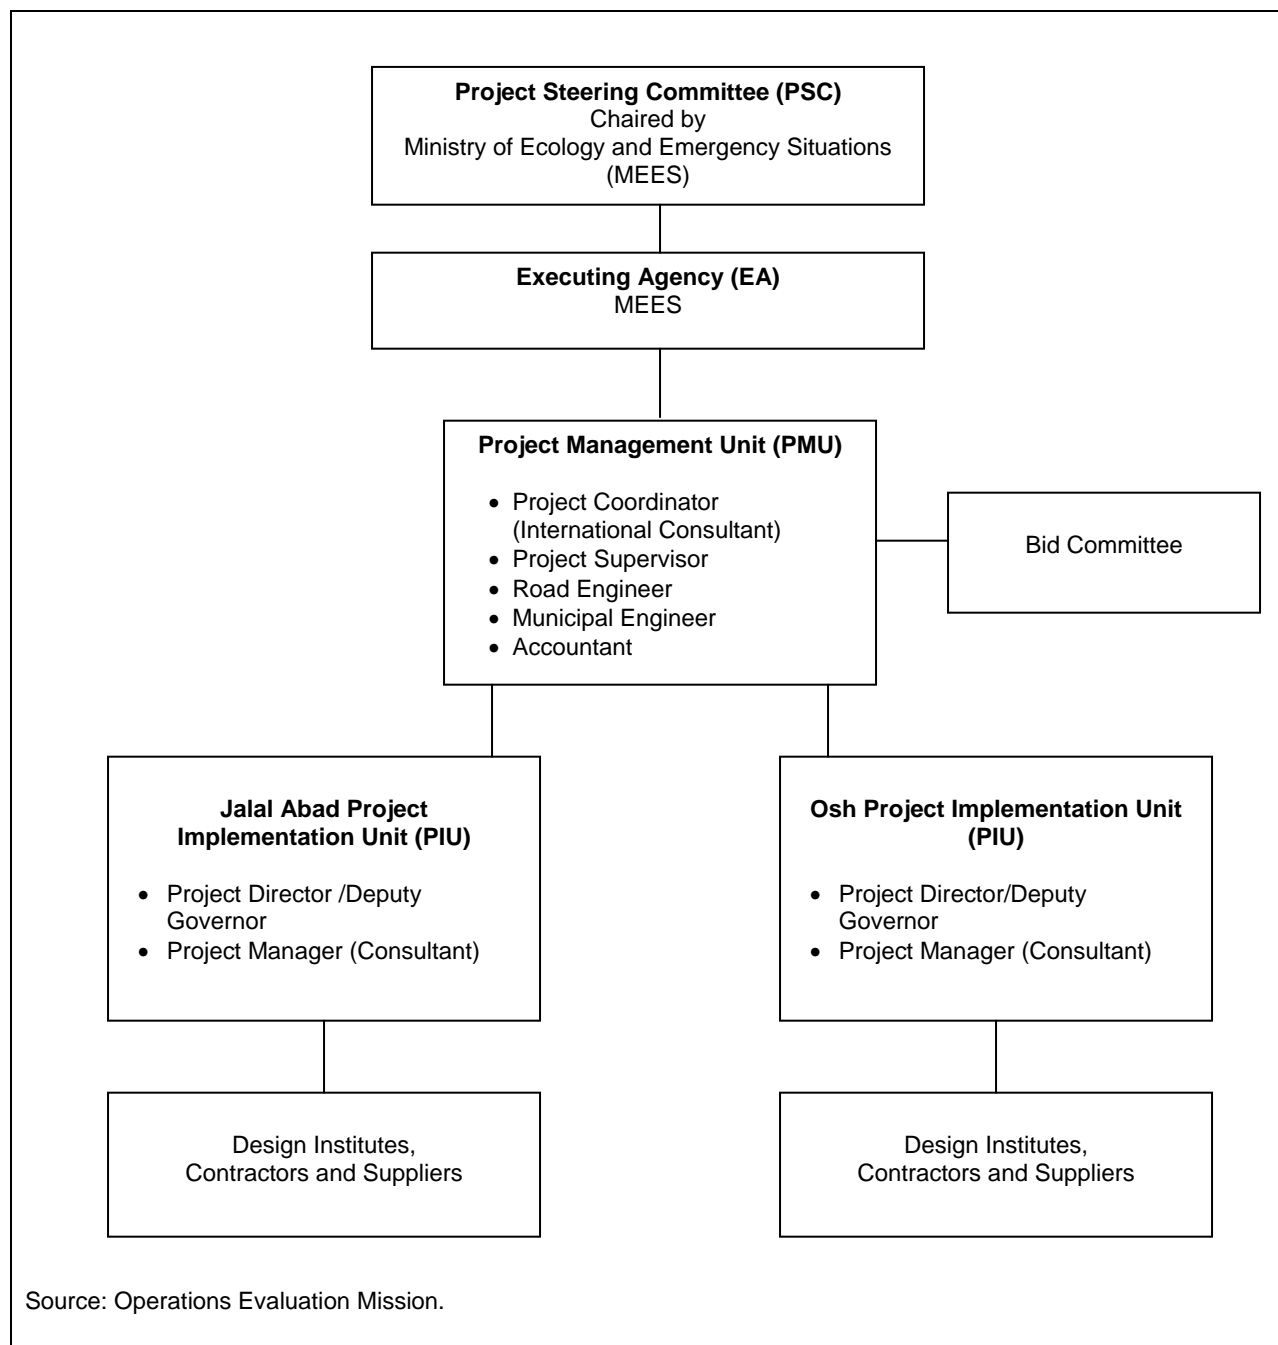 Project Steering Committee (PSC)
Chaired by
Ministry of Ecology and Emergency Situations
(MEES)
Executing Agency (EA)
MEES
Project Management Unit (PMU)
• Project Coordinator
(International Consultant)
• Project Supervisor
• Road Engineer
• Municipal Engineer
• Accountant
Bid Committee
Jalal Abad Project
Implementation Unit (PIU)
• Project Director /Deputy
Governor
• Project Manager (Consultant)
Osh Project Implementation Unit
(PIU)
• Project Director/Deputy
Governor
• Project Manager (Consultant)
Design Institutes,
Contractors and Suppliers
Design Institutes,
Contractors and Suppliers
Source: Operations Evaluation Mission.